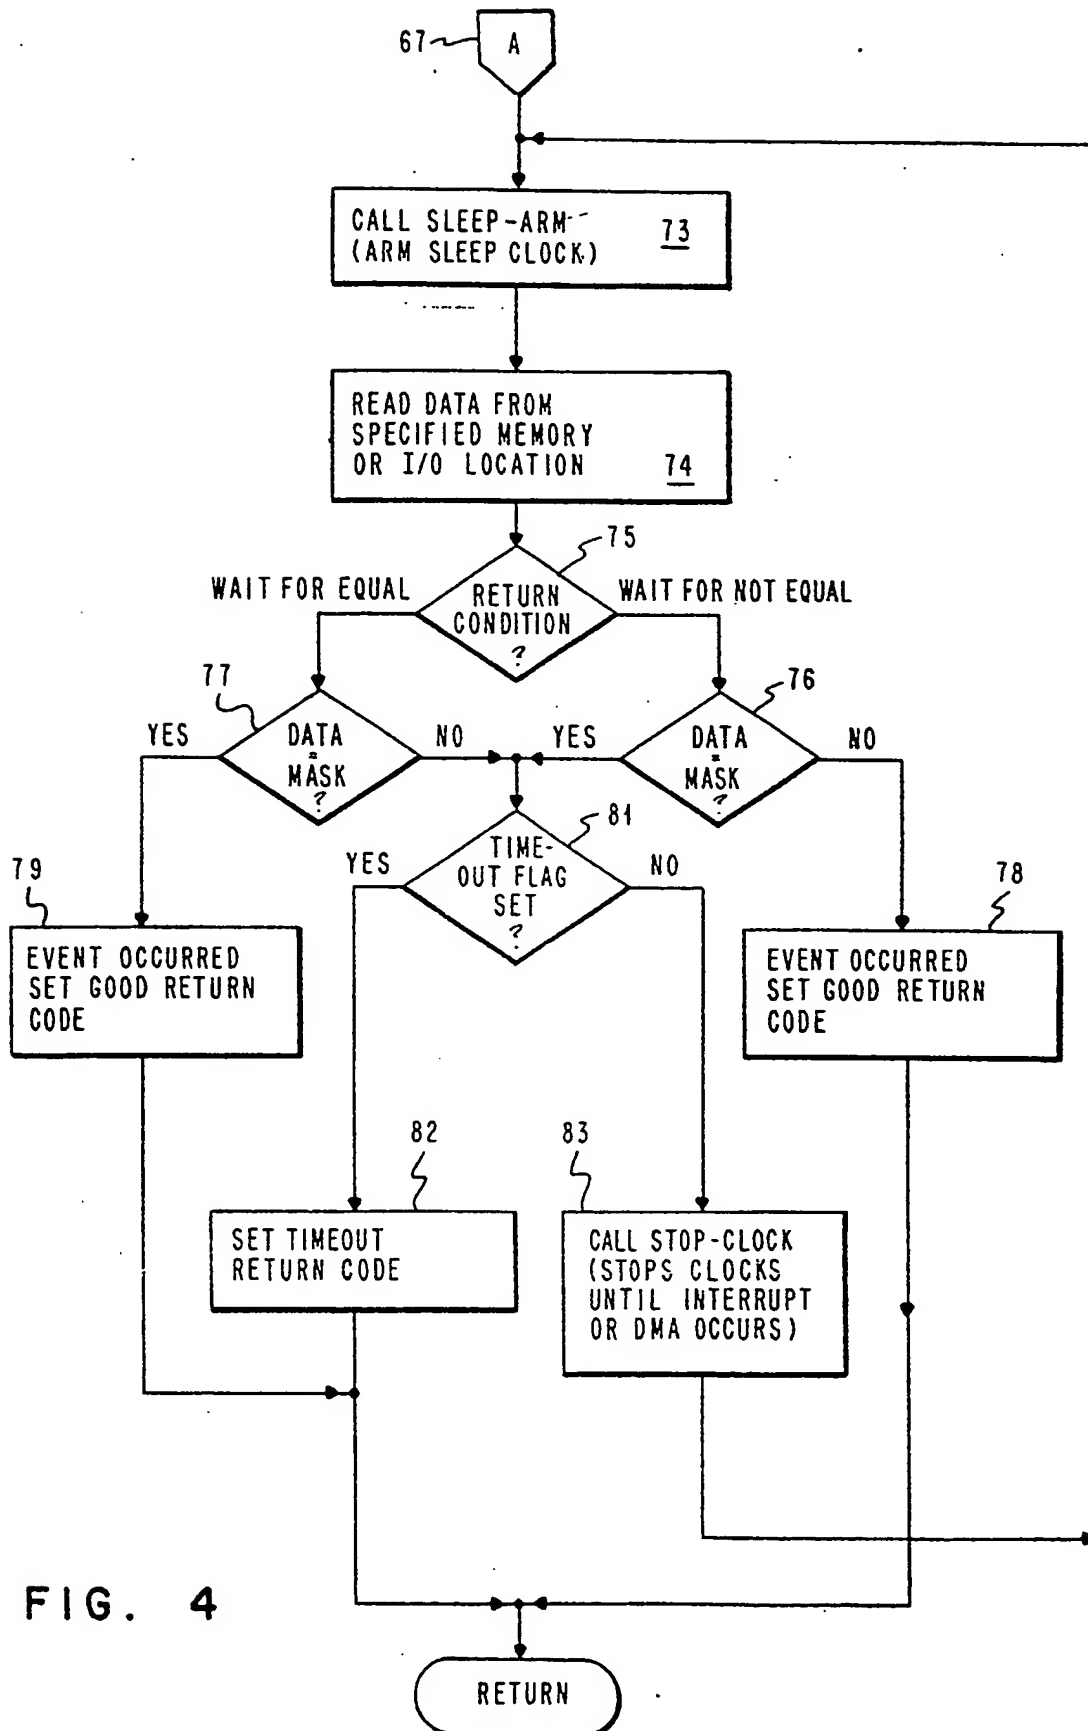 67
A
CALL SLEEP-ARM
(ARM SLEEP CLOCK)
73
READ DATA FROM
SPECIFIED MEMORY
OR I/O LOCATION
74
75
WAIT FOR EQUAL
RETURN
CONDITION
?
WAIT FOR NOT EQUAL
77
YES
DATA
=
MASK
?
NO
76
YES
DATA
=
MASK
?
NO
81
YES
TIME-
OUT FLAG
SET
?
NO
79
EVENT OCCURRED
SET GOOD RETURN
CODE
78
EVENT OCCURRED
SET GOOD RETURN
CODE
82
SET TIMEOUT
RETURN CODE
83
CALL STOP-CLOCK
(STOPS CLOCKS
UNTIL INTERRUPT
OR DMA OCCURS)
FIG. 4
RETURN